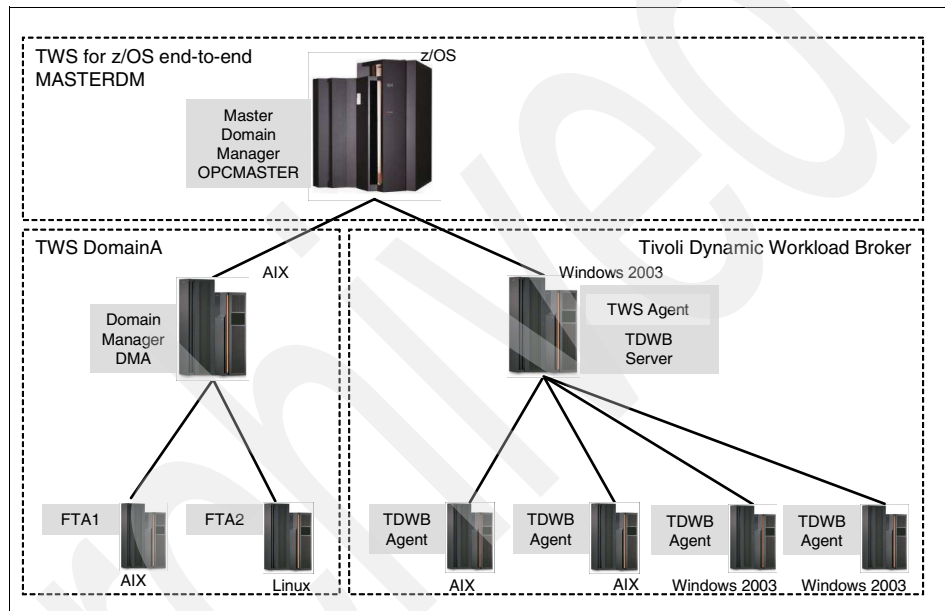 TWS for z/OS end-to-end
MASTERDM
z/OS
Master
Domain
Manager
OPCMASTER
TWS DomainA
AIX
Domain
Manager
DMA
FTA1
AIX
FTA2
Linux
Tivoli Dynamic Workload Broker
Windows 2003
TWS Agent
TDWB
Server
TDWB
Agent
AIX
TDWB
Agent
AIX
TDWB
Agent
Windows 2003
TDWB
Agent
Windows 2003